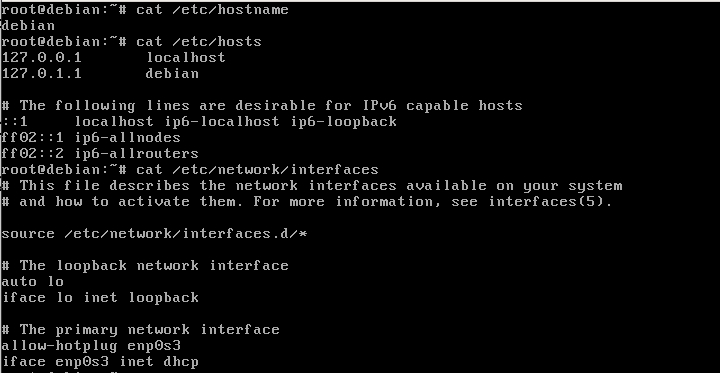 root@debian:~# cat /etc/hostname
debian
root@debian:~# cat /etc/hosts
127.0.0.1       localhost
127.0.1.1       debian
# The following lines are desirable for IPv6 capable hosts
::1     localhost ip6-localhost ip6-loopback
ff02::1 ip6-allnodes
ff02::2 ip6-allrouters
root@debian:~# cat /etc/network/interfaces
# This file describes the network interfaces available on your system
# and how to activate them. For more information, see interfaces(5).
source /etc/network/interfaces.d/*
# The loopback network interface
auto lo
iface lo inet loopback
# The primary network interface
allow-hotplug enp0s3
iface enp0s3 inet dhcp